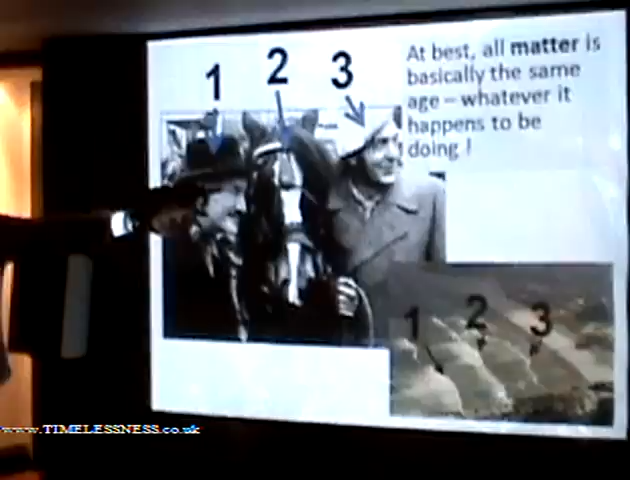 1 2 3
At best, all matter is
basically the same
age – whatever it
happens to be
doing !
1 2 3
www.TIMELESSNESS.co.uk